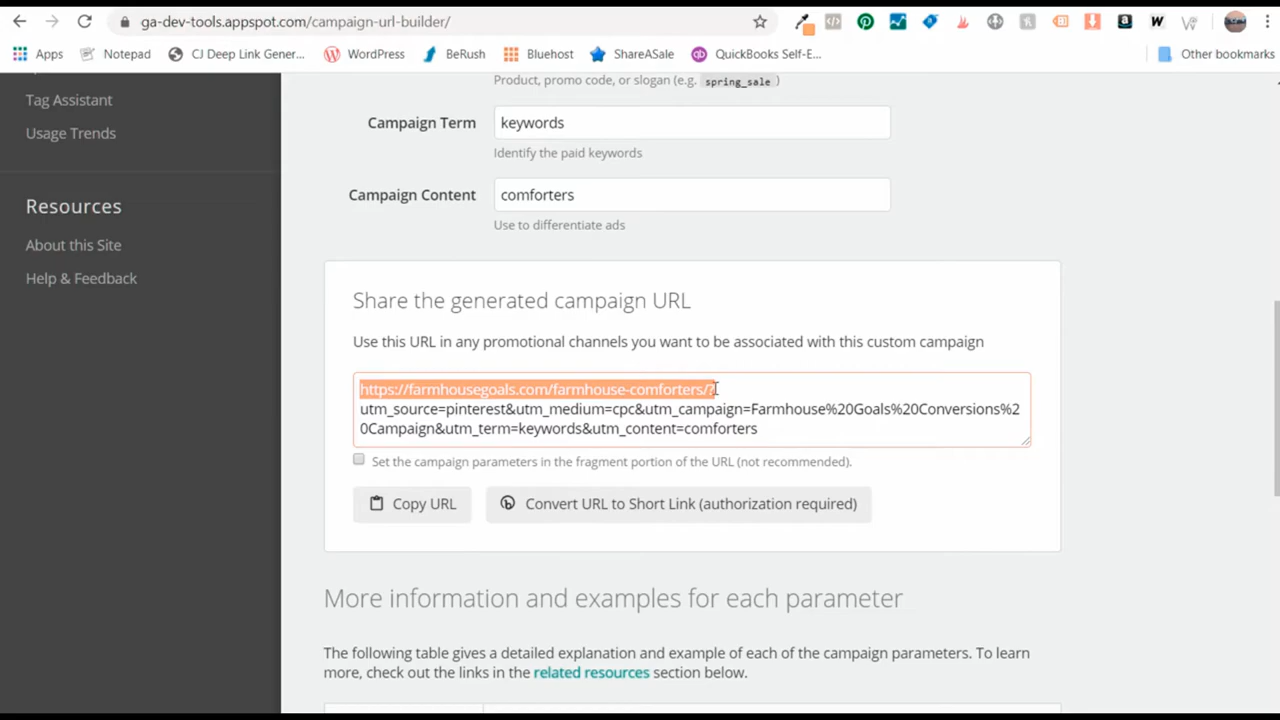 ga-dev-tools.appspot.com/campaign-url-builder/
Apps Notepad CJ Deep Link Gener... WordPress BeRush Bluehost ShareASale QuickBooks Self-E... Other bookmarks
Product, promo code, or slogan (e.g. spring_sale )
Tag Assistant
Campaign Term keywords
Usage Trends
Identify the paid keywords
Campaign Content comforters
Resources
Use to differentiate ads
About this Site
Help & Feedback
Share the generated campaign URL
Use this URL in any promotional channels you want to be associated with this custom campaign
https://farmhousegoals.com/farmhouse-comforters/?
utm_source=pinterest&utm_medium=cpc&utm_campaign=Farmhouse%20Goals%20Conversions%2
0Campaign&utm_term=keywords&utm_content=comforters
Set the campaign parameters in the fragment portion of the URL (not recommended).
Copy URL Convert URL to Short Link (authorization required)
More information and examples for each parameter
The following table gives a detailed explanation and example of each of the campaign parameters. To learn
more, check out the links in the related resources section below.